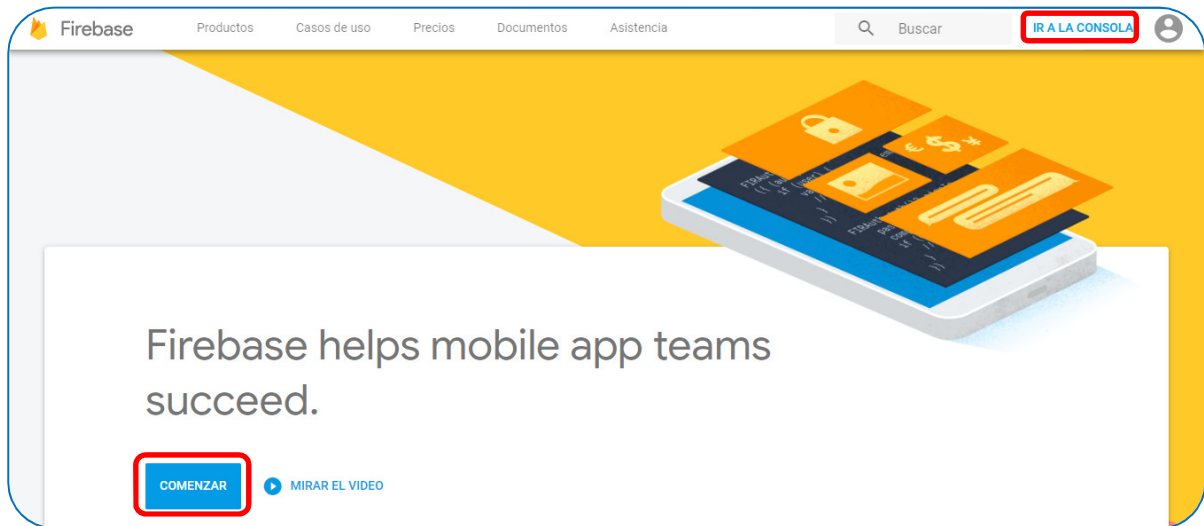 Firebase Productos Casos de uso Precios Documentos Asistencia Buscar IR A LA CONSOLA
Firebase helps mobile app teams
succeed.
COMENZAR MIRAR EL VIDEO